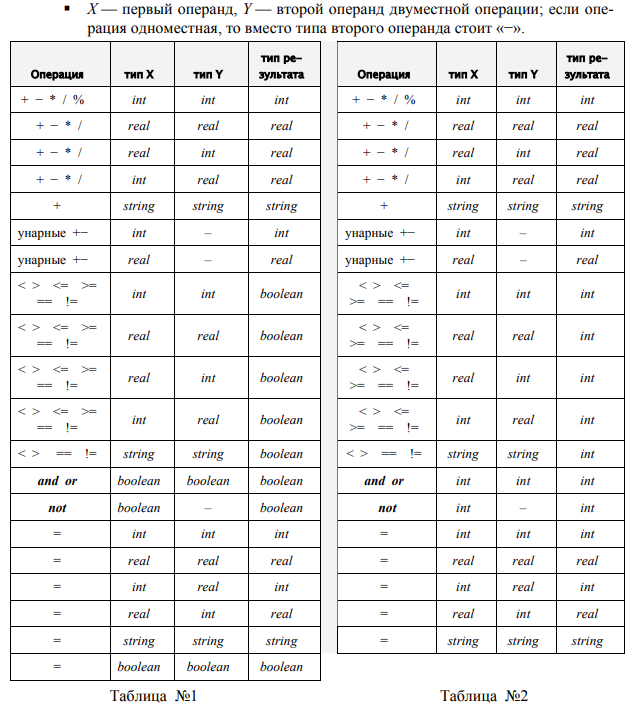 ▪ X — первый операнд, Y — второй операнд двуместной операции; если опе-
рация одноместная, то вместо типа второго операнда стоит «−».
Операция тип X тип Y тип ре-зультата
+ − * / % int int int
+ − * / real real real
+ − * / real int real
+ − * / int real real
+ string string string
унарные +− int – int
унарные +− real – real
< > <= >=
== != int int boolean
< > <= >=
== != real real boolean
< > <= >=
== != real int boolean
< > <= >=
== != int real boolean
< > == != string string boolean
and or boolean boolean boolean
not boolean – boolean
= int int int
= real real real
= int real int
= real int real
= string string string
= boolean boolean boolean
Таблица №1
Операция тип X тип Y тип ре-зультата
+ − * / % int int int
+ − * / real real real
+ − * / real int real
+ − * / int real real
+ string string string
унарные +− int – int
унарные +− real – real
< > <=
>= == != int int int
< > <=
>= == != real real int
< > <=
>= == != real int int
< > <=
>= == != int real int
< > == != string string int
and or int int int
not int – int
= int int int
= real real real
= int real int
= real int real
= string string string
Таблица №2